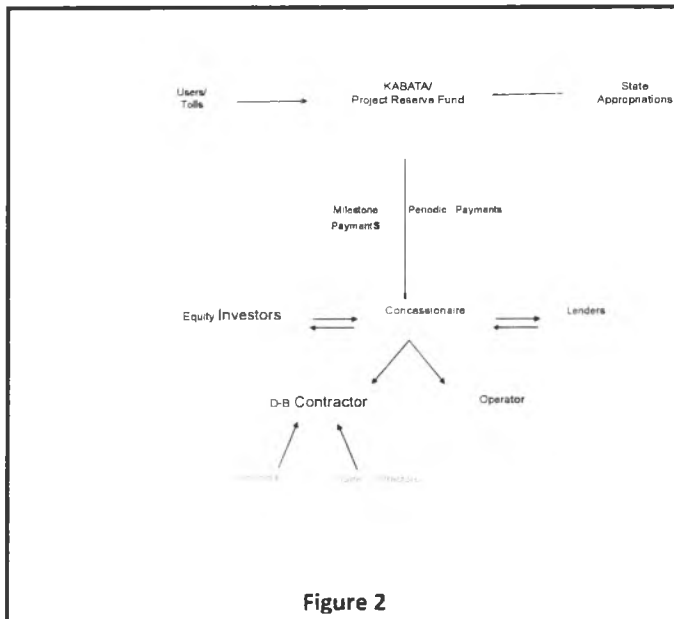 Users/
Tolls
KABATA/
Project Reserve Fund
State
Appropriations
Milestone
Payments
Periodic Payments
Equity Investors
Concessionaire
Lenders
D-B Contractor
Operator
Figure 2